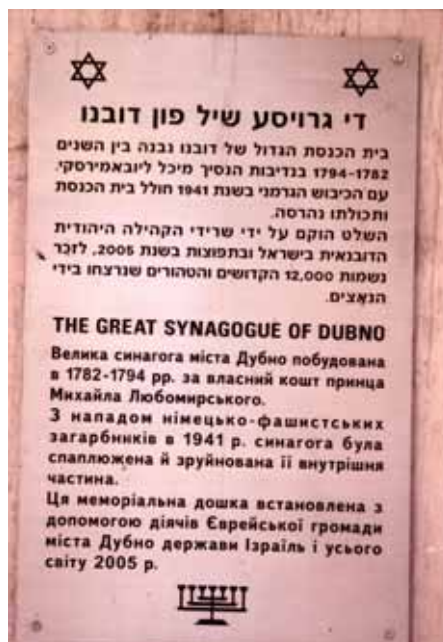 די גרויסע שיל פון דובנו
בית הכנסת הגדול של דובנו נבנה בין השנים
1794-1782 בנדיבות הנסיך מיכל ליובאמירסקי.
עם הכיבוש הגרמני בשנת 1941 חולל בית הכנסת
ותכולתו נהרסה.
השלט הוקם על ידי שרידי הקהילה היהודית
הדובנאית בישראל ובתפוצות בשנת 2005, לזכר
נשמות 12,000 הקדושים והטהורים שנרצחו בידי
הנאצים.
THE GREAT SYNAGOGUE OF DUBNO
Велика синагога міста Дубно побудована
в 1782-1794 рр. за власний кошт принца
Михайла Любомирського.
З нападом німецько-фашистських
загарбників в 1941 р. синагога була
сплюжена й зруйнована її внутрішня
частина.
Ця меморіальна дошка встановлена з
допомогою діячів Єврейської громади
міста Дубно держави Ізраїль і усього
світу 2005 р.